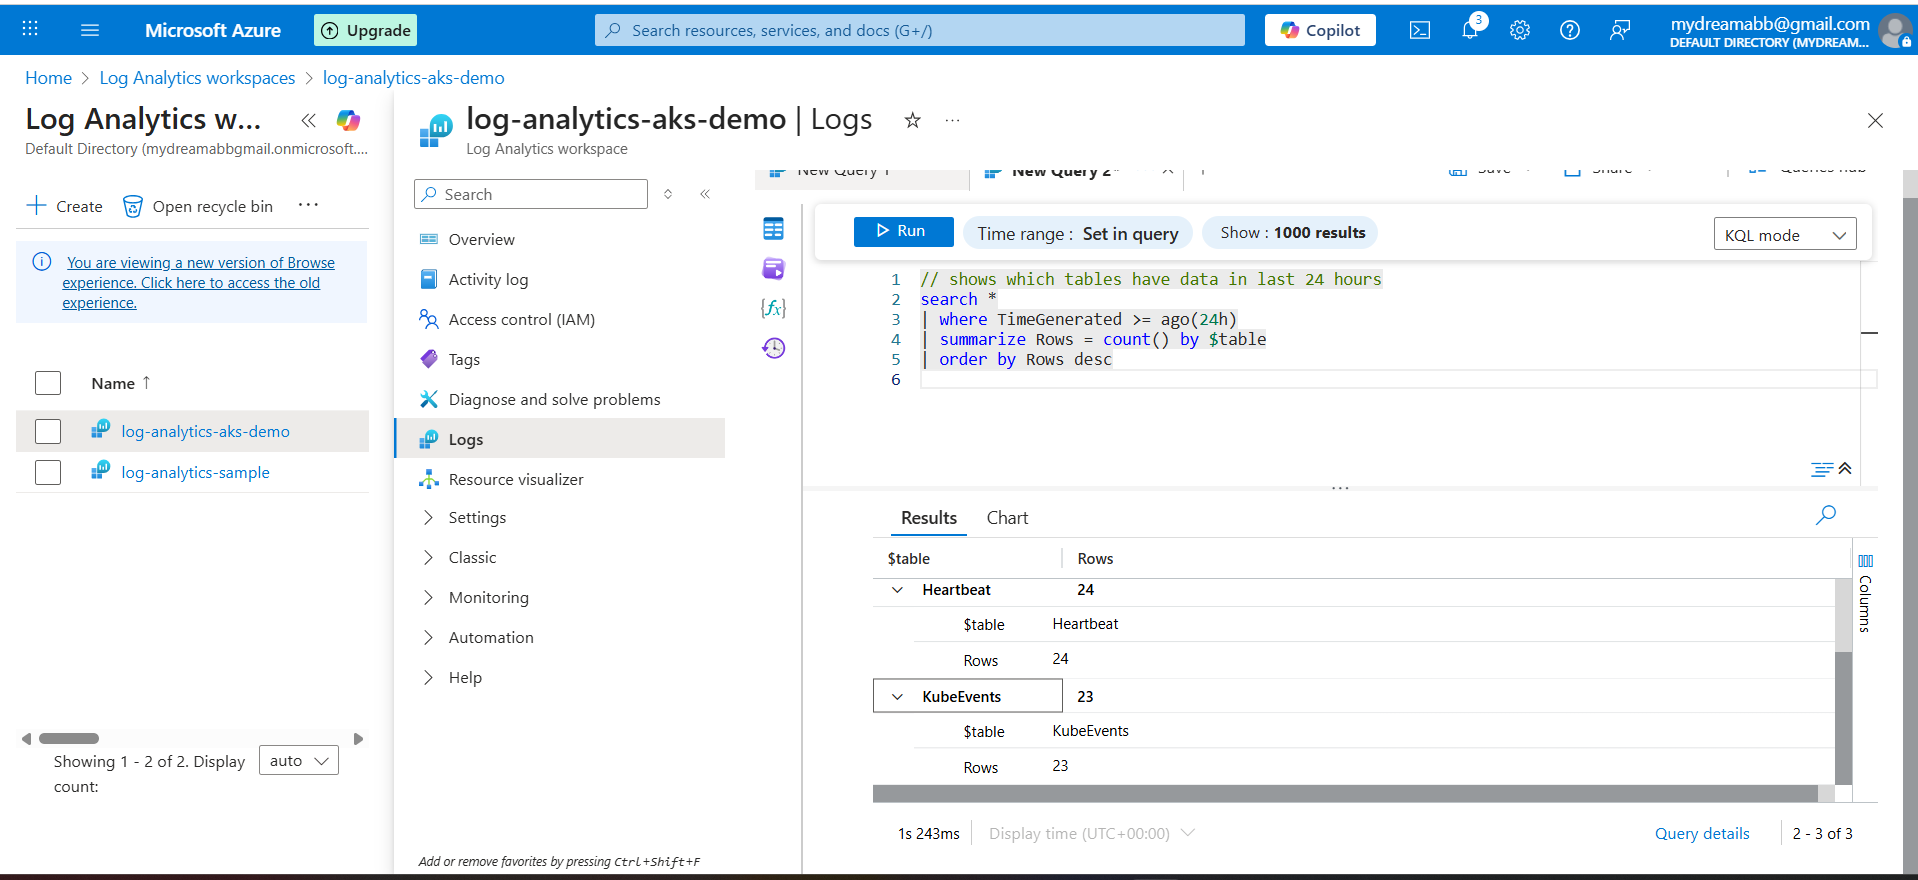 Microsoft Azure
Upgrade
Search resources, services, and docs (G+/)
Copilot
3
mydreamabb@gmail.com
DEFAULT DIRECTORY (MYDREAM...
Home > Log Analytics workspaces > log-analytics-aks-demo
Log Analytics w...
Default Directory (mydreamabbgmail.onmicrosoft....
Create
Open recycle bin
You are viewing a new version of Browse
experience. Click here to access the old
experience.
Name ↑
log-analytics-aks-demo
log-analytics-sample
Showing 1 - 2 of 2. Display
count:
auto
log-analytics-aks-demo | Logs
Log Analytics workspace
Search
Overview
Activity log
Access control (IAM)
Tags
Diagnose and solve problems
Logs
Resource visualizer
Settings
Classic
Monitoring
Automation
Help
Add or remove favorites by pressing Ctrl+Shift+F
New Query 1
New Query 2*
Save
Share
Queries hub
Run
Time range : Set in query
Show : 1000 results
KQL mode
1 // shows which tables have data in last 24 hours
2 search *
3 | where TimeGenerated >= ago(24h)
4 | summarize Rows = count() by $table
5 | order by Rows desc
6
Results
Chart
$table Rows
Heartbeat 24
$table Heartbeat
Rows 24
KubeEvents 23
$table KubeEvents
Rows 23
Columns
1s 243ms
Display time (UTC+00:00)
Query details
2 - 3 of 3